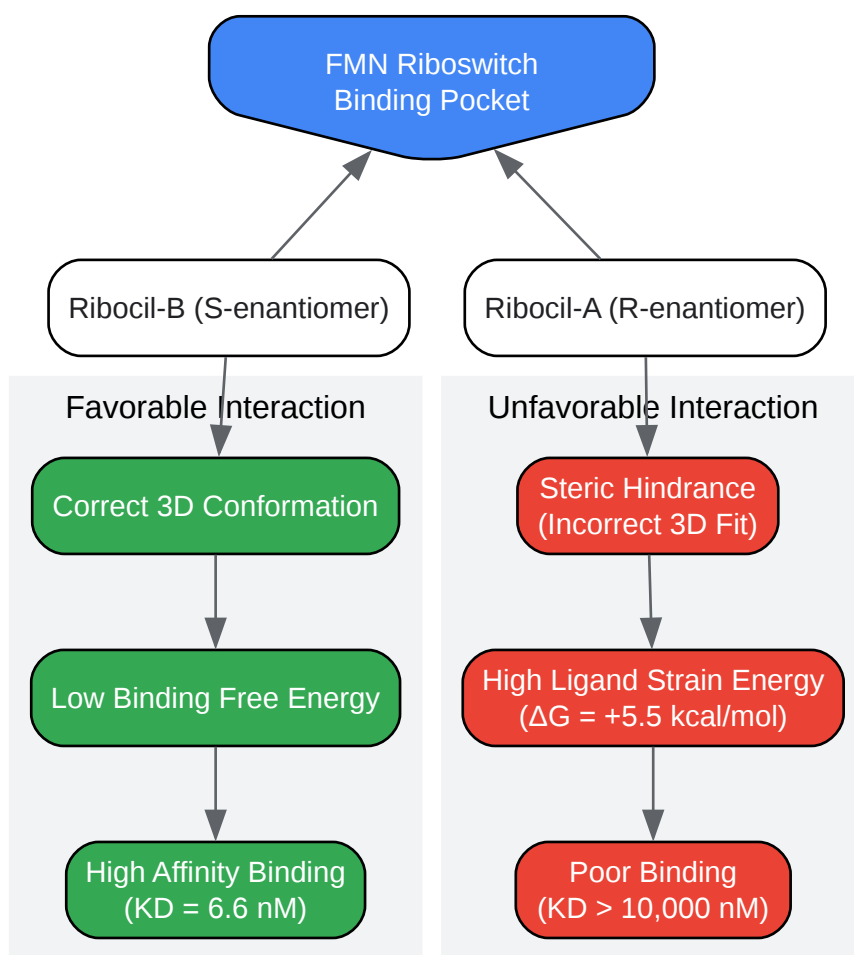 FMN Riboswitch
Binding Pocket
Ribocil-B (S-enantiomer)
Ribocil-A (R-enantiomer)
Favorable Interaction
Unfavorable Interaction
Correct 3D Conformation
Steric Hindrance
(Incorrect 3D Fit)
Low Binding Free Energy
High Ligand Strain Energy
(ΔG = +5.5 kcal/mol)
High Affinity Binding
(KD = 6.6 nM)
Poor Binding
(KD > 10,000 nM)